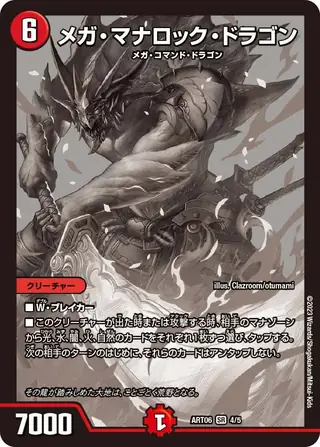 6
メガ・マナロック・ドラゴン
メガ・コマンド・ドラゴン
クリーチャー
illus. Clazroom/otumami
■W・ブレイカー
■このクリーチャーが出た時または攻撃する時、相手のマナゾーン
から光、水、闇、火、自然のカードをそれぞれ1枚ずつ選び、タップする。
次の相手のターンのはじめに、それらのカードはアンタップしない。
その龍が踏みしめた大地は、ことごとく荒野となる。
7000
ART06 SR 4/5
©2023 Wizards/Shogakukan/Mitsui-Kids